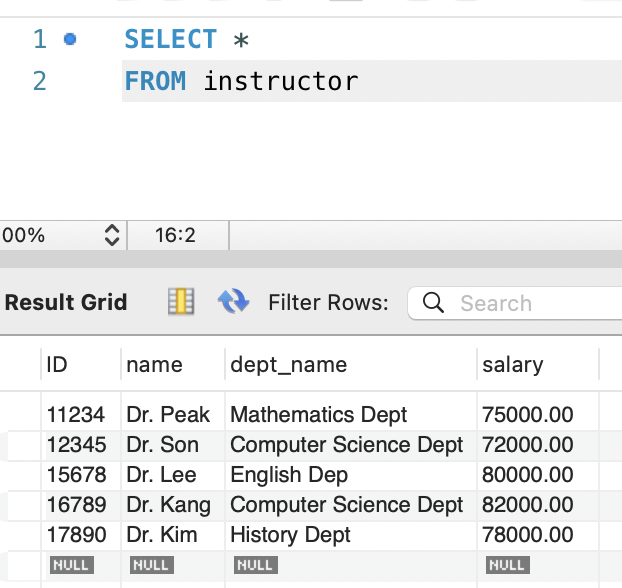 1 SELECT *
2 FROM instructor
00% 16:2
Result Grid Filter Rows: Search
ID name dept_name salary
11234 Dr. Peak Mathematics Dept 75000.00
12345 Dr. Son Computer Science Dept 72000.00
15678 Dr. Lee English Dep 80000.00
16789 Dr. Kang Computer Science Dept 82000.00
17890 Dr. Kim History Dept 78000.00
NULL NULL NULL NULL